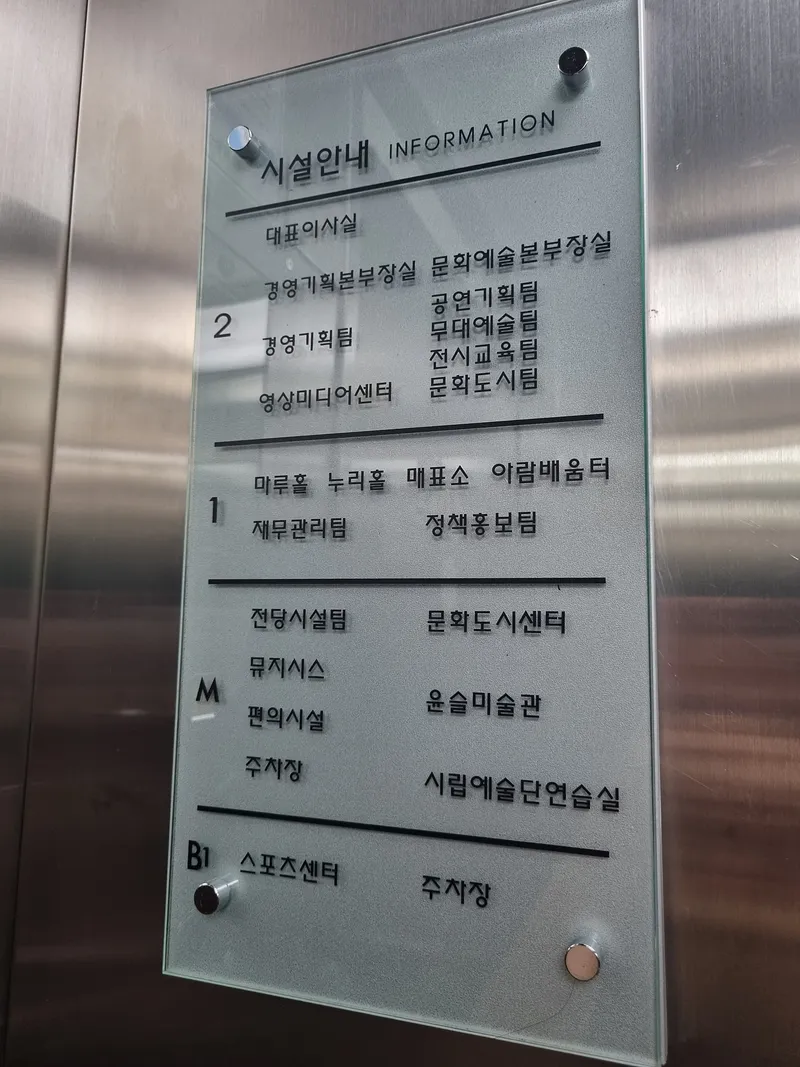 시설안내 INFORMATION
대표이사실
경영기획본부장실 문화예술본부장실
공연기획팀
2 경영기획팀 무대예술팀
전시교육팀
영상미디어센터 문화도시팀
마루홀 누리홀 매표소 아람배움터
1 재무관리팀 정책홍보팀
전당시설팀 문화도시센터
뮤지시스
M 편의시설 윤슬미술관
주차장 시립예술단연습실
B1 스포츠센터 주차장